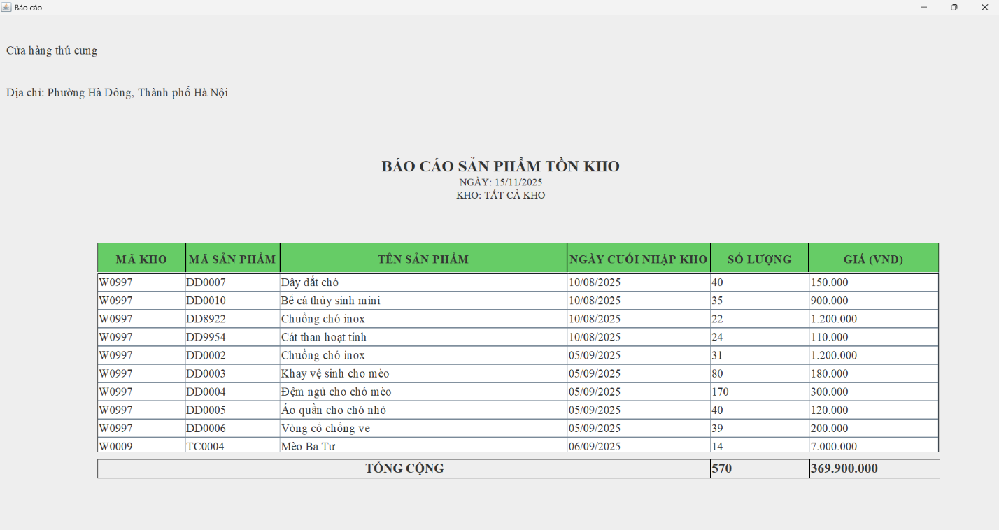 Báo cáo
Cửa hàng thú cưng
Địa chỉ: Phường Hà Đông, Thành phố Hà Nội
BÁO CÁO SẢN PHẨM TỒN KHO
NGÀY: 15/11/2025
KHO: TẤT CẢ KHO
MÃ KHO MÃ SẢN PHẨM TÊN SẢN PHẨM NGÀY CUỐI NHẬP KHO SỐ LƯỢNG GIÁ (VND)
W0997 DD0007 Dây dắt chó 10/08/2025 40 150.000
W0997 DD0010 Bể cá thủy sinh mini 10/08/2025 35 900.000
W0997 DD8922 Chuồng chó inox 10/08/2025 22 1.200.000
W0997 DD9954 Cát than hoạt tính 10/08/2025 24 110.000
W0997 DD0002 Chuồng chó inox 05/09/2025 31 1.200.000
W0997 DD0003 Khay vệ sinh cho mèo 05/09/2025 80 180.000
W0997 DD0004 Đệm ngủ cho chó mèo 05/09/2025 170 300.000
W0997 DD0005 Áo quần cho chó nhỏ 05/09/2025 40 120.000
W0997 DD0006 Vòng cổ chống ve 05/09/2025 39 200.000
W0009 TC0004 Mèo Ba Tư 06/09/2025 14 7.000.000
TỔNG CỘNG 570 369.900.000